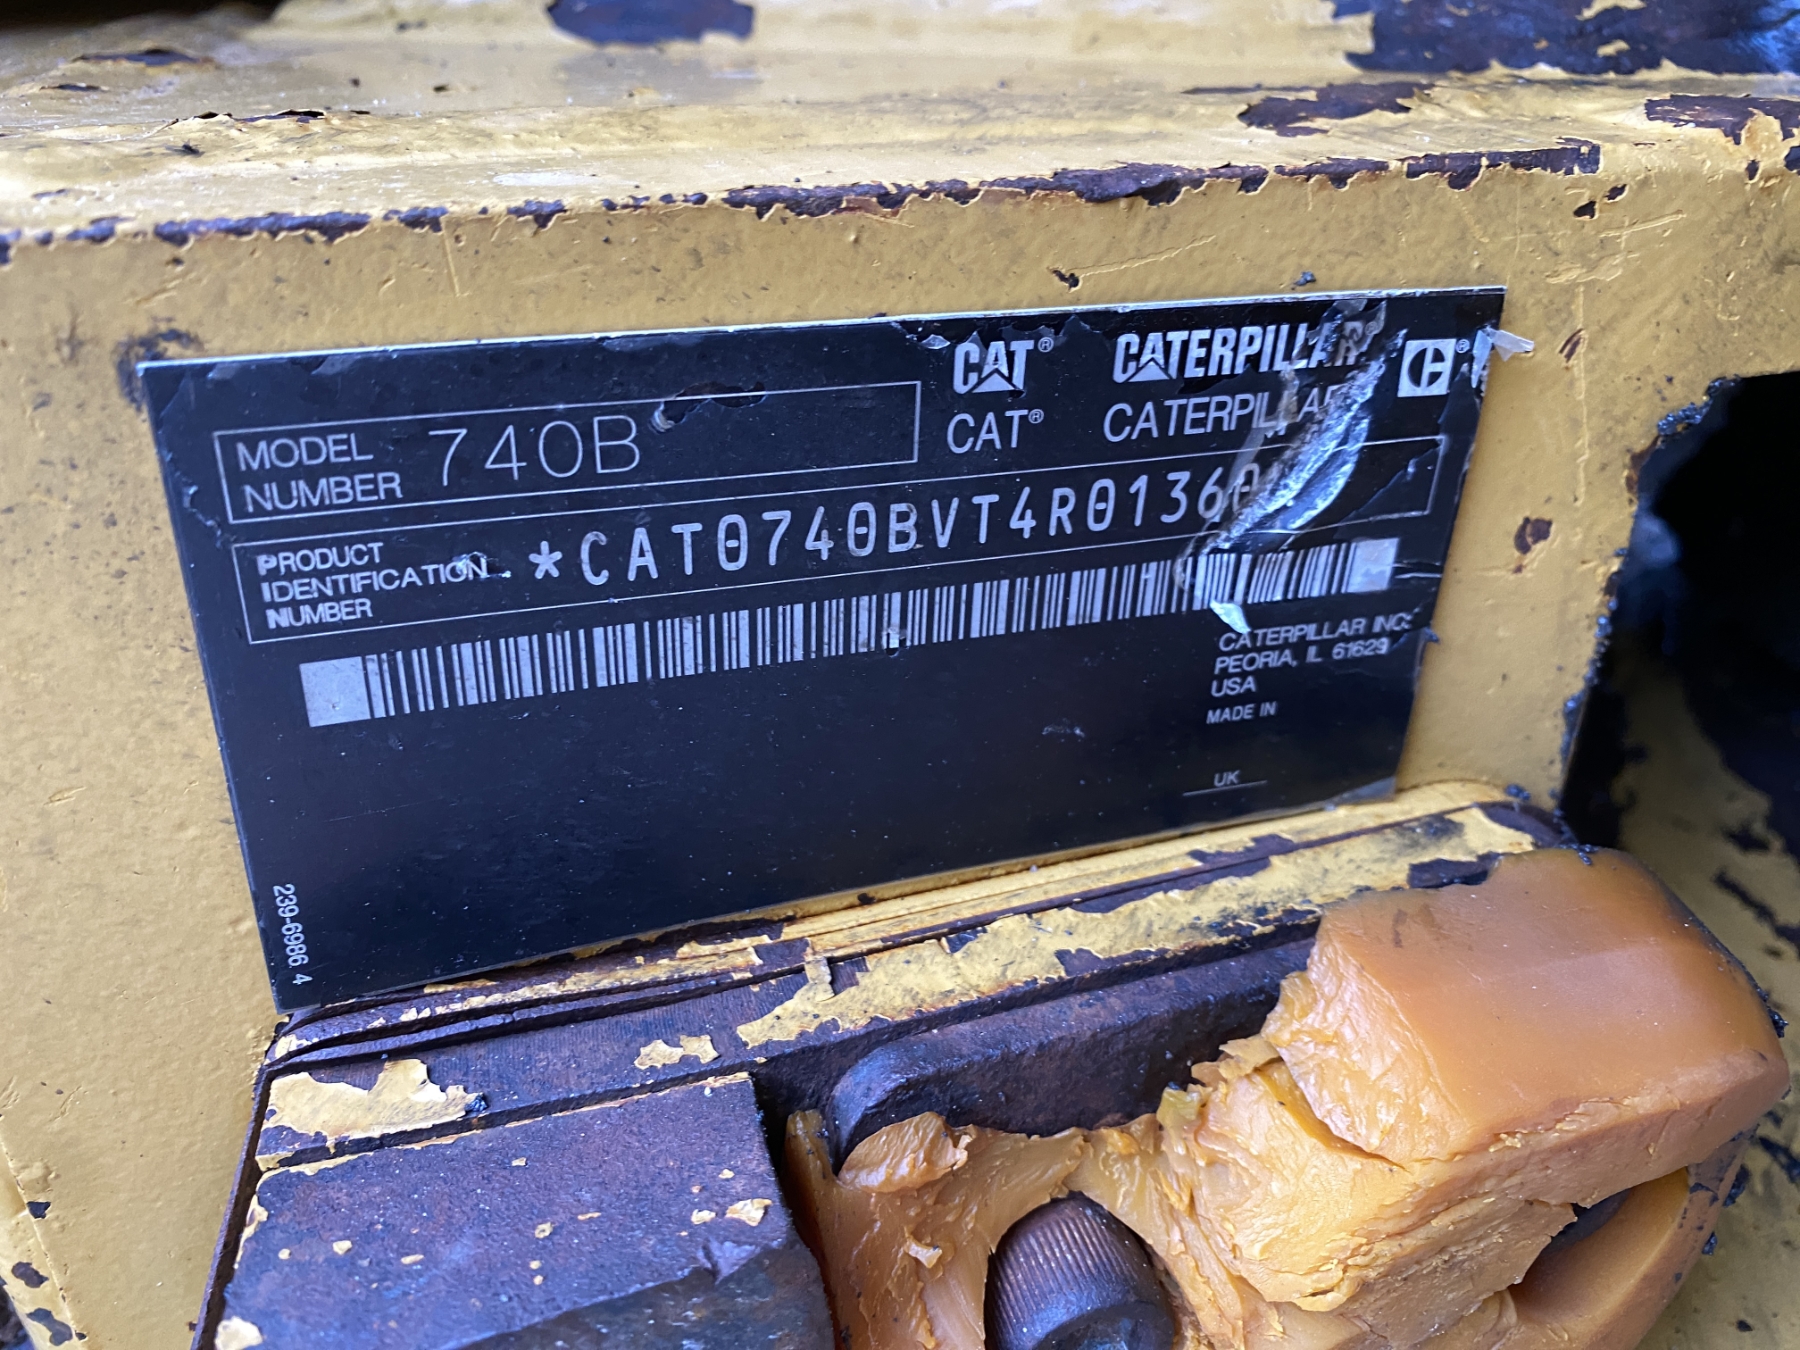 CAT® CATERPILLAR®
CAT® CATERPILLAR
MODEL
NUMBER 740B
PRODUCT
IDENTIFICATION
NUMBER
CATERPILLAR INC.
PEORIA, IL 61629
USA
MADE IN
UK
239-6986 4